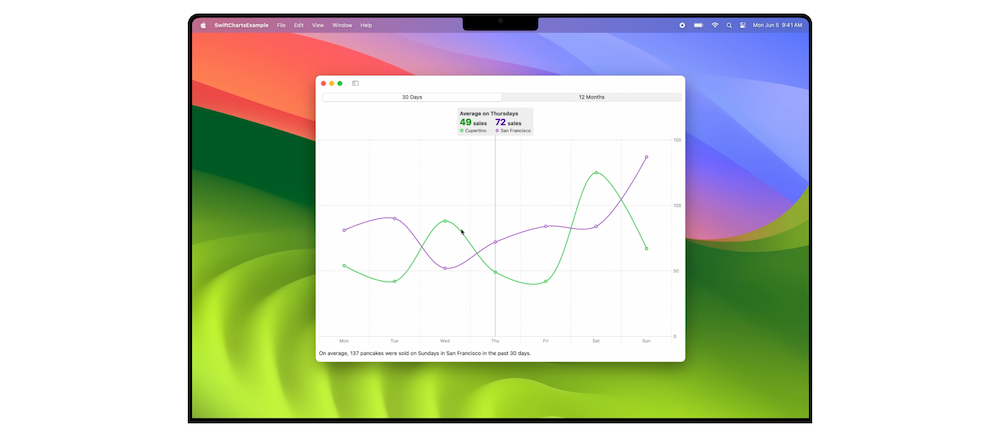 SwiftChartsExample File Edit View Window Help Mon Jun 5 9:41 AM
30 Days 12 Months
Average on Thursdays
49 sales 72 sales
Cupertino San Francisco
150
100
50
0
Mon Tue Wed Thu Fri Sat Sun
On average, 137 pancakes were sold on Sundays in San Francisco in the past 30 days.